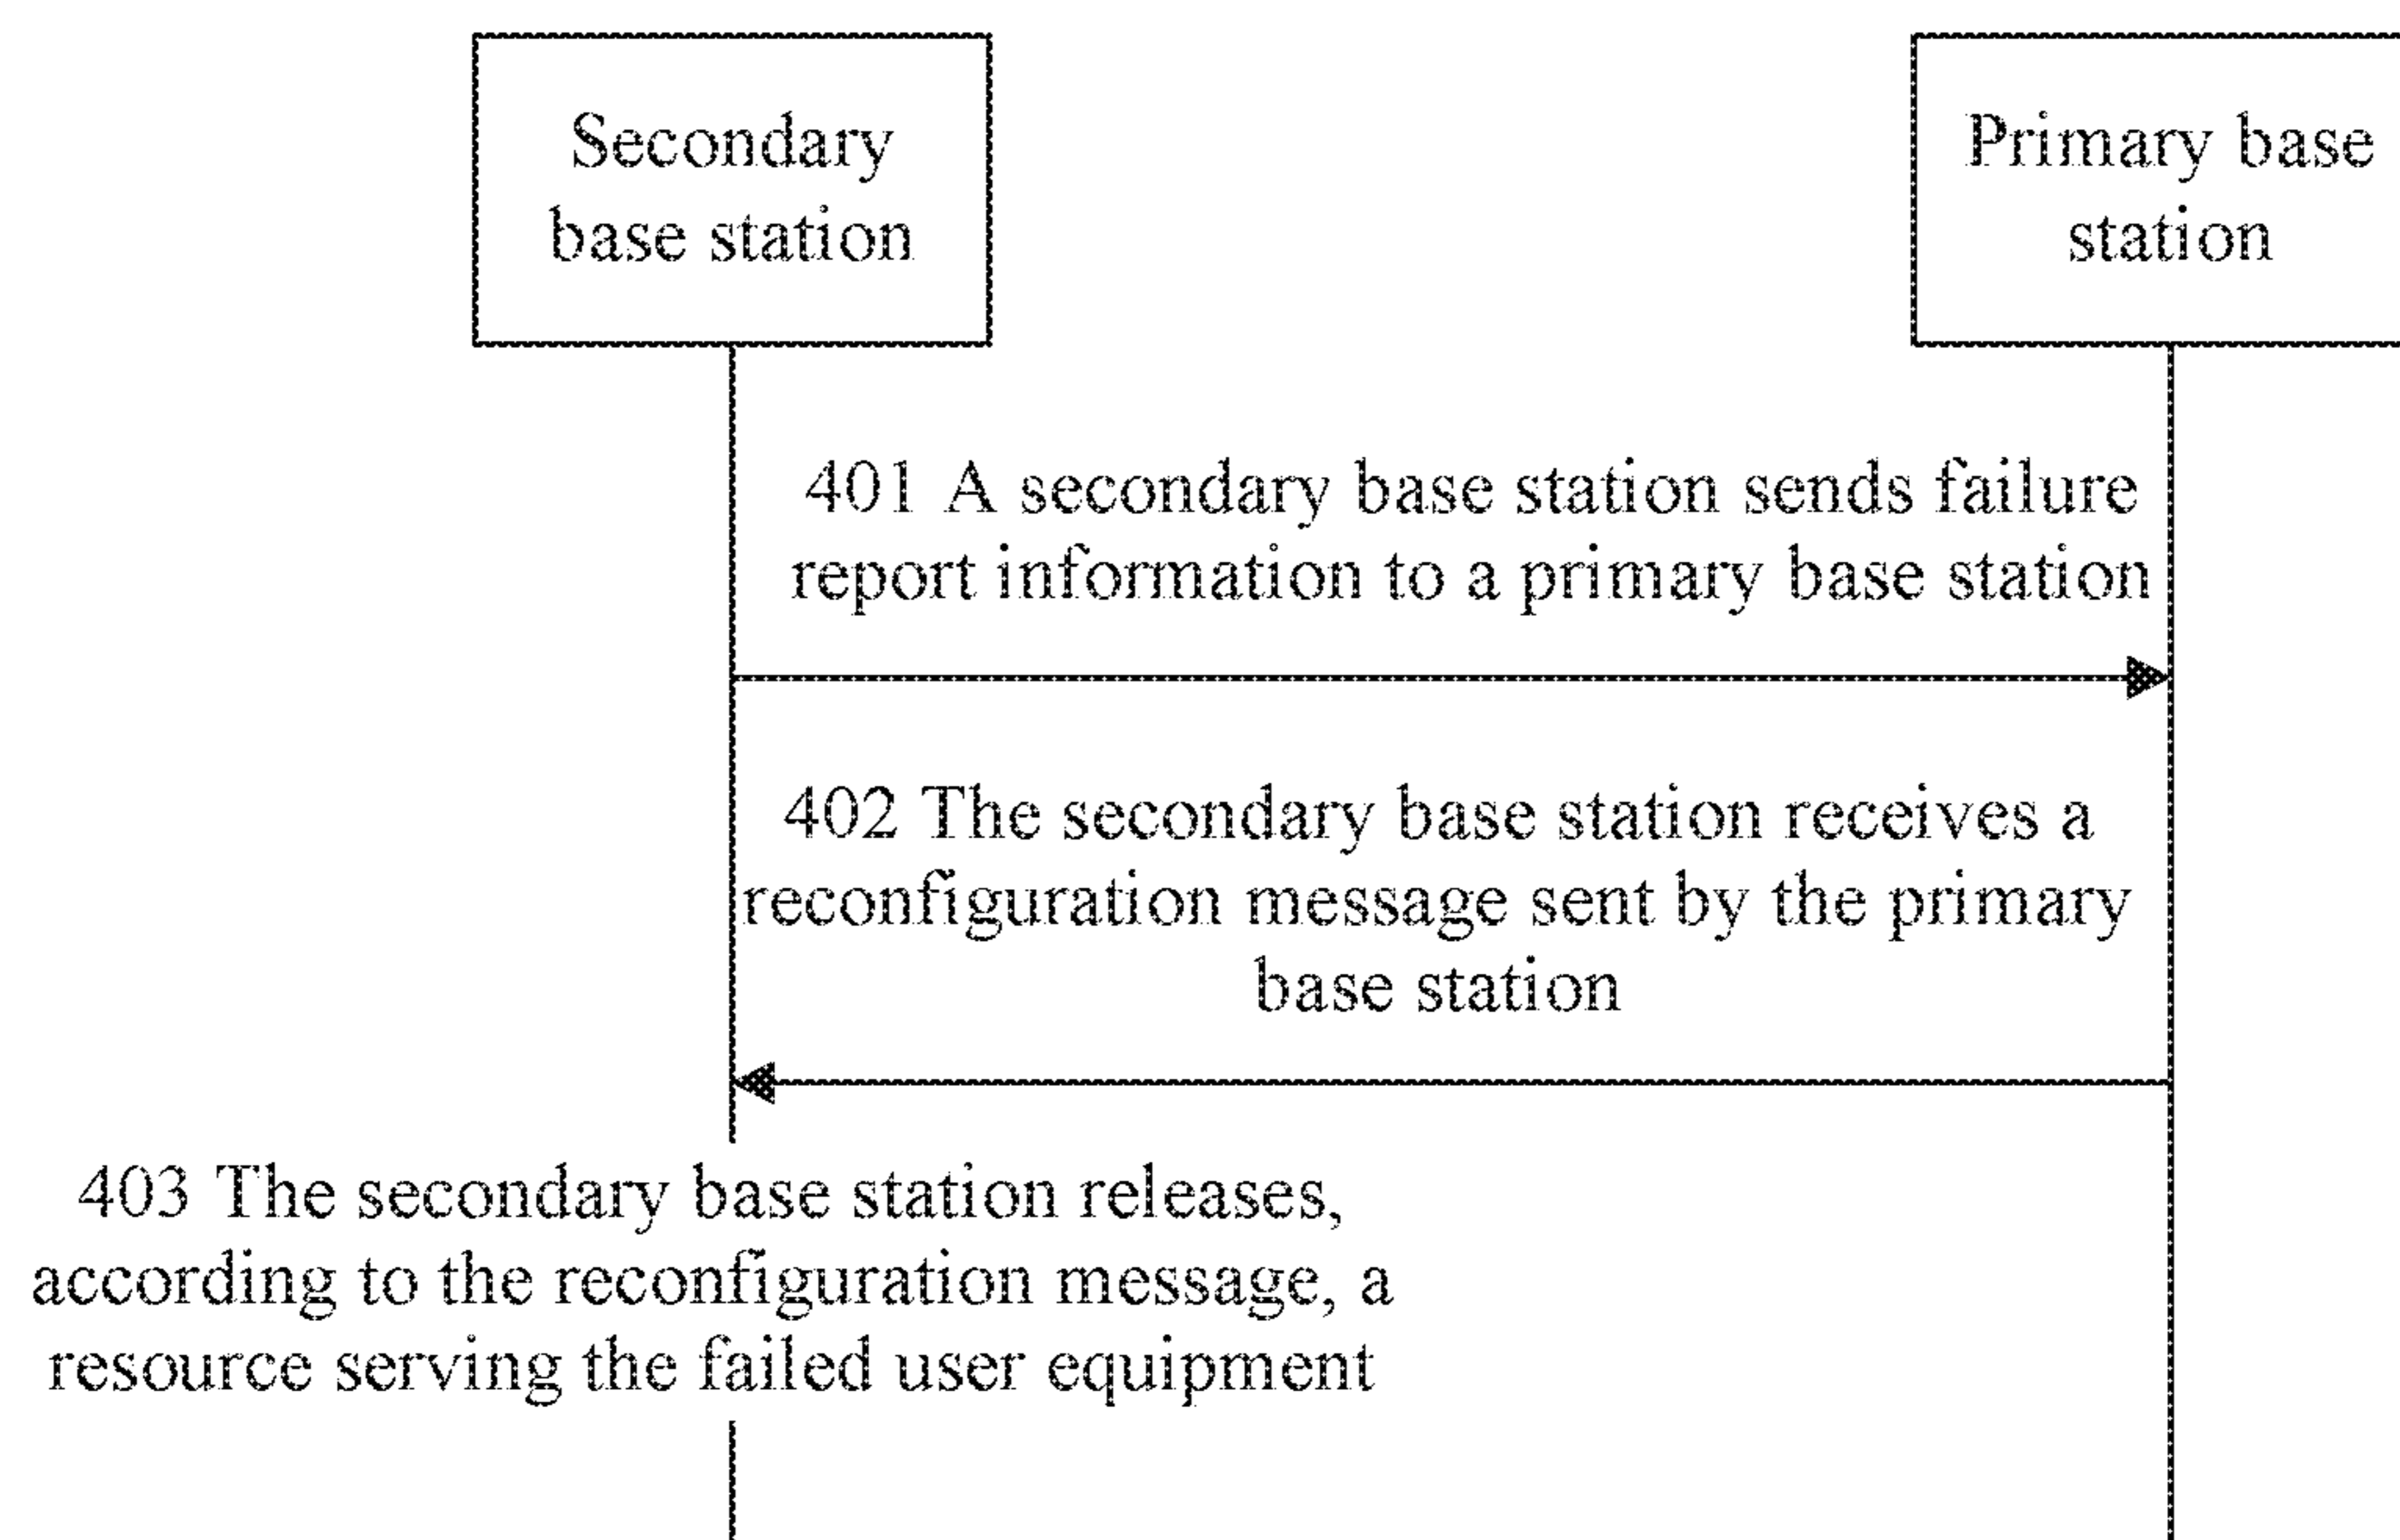 Secondary
base station
Primary base
station
401 A secondary base station sends failure
report information to a primary base station
402 The secondary base station receives a
reconfiguration message sent by the primary
base station
403 The secondary base station releases,
according to the reconfiguration message, a
resource serving the failed user equipment